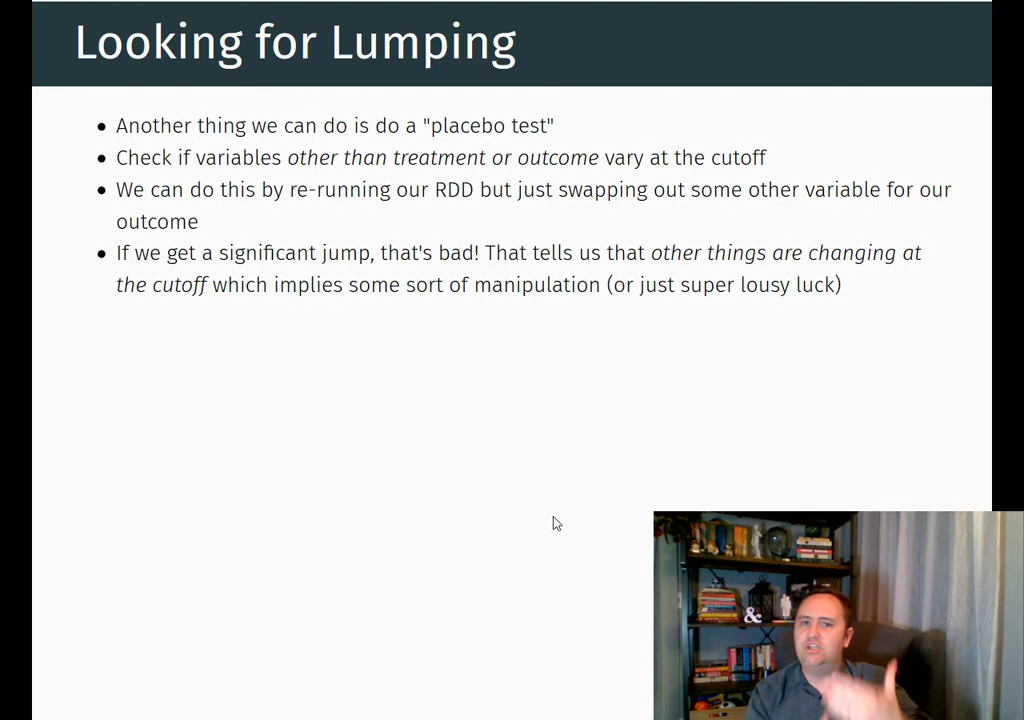 Looking for Lumping
Another thing we can do is do a "placebo test"
Check if variables other than treatment or outcome vary at the cutoff
We can do this by re-running our RDD but just swapping out some other variable for our
outcome
If we get a significant jump, that's bad! That tells us that other things are changing at
the cutoff which implies some sort of manipulation (or just super lousy luck)
&